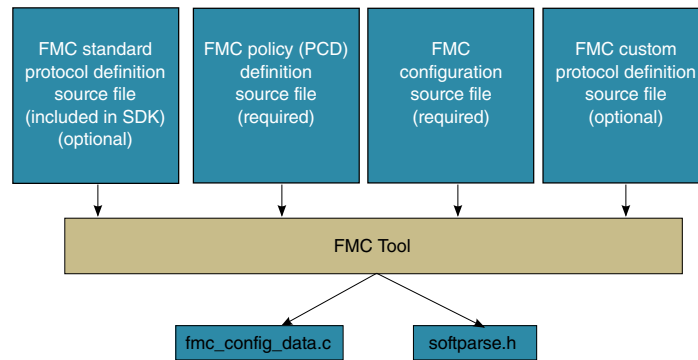 FMC standard
protocol definition
source file
(included in SDK)
(optional)
FMC policy (PCD)
definition
source file
(required)
FMC
configuration
source file
(required)
FMC custom
protocol definition
source file
(optional)
FMC Tool
fmc_config_data.c
softparse.h